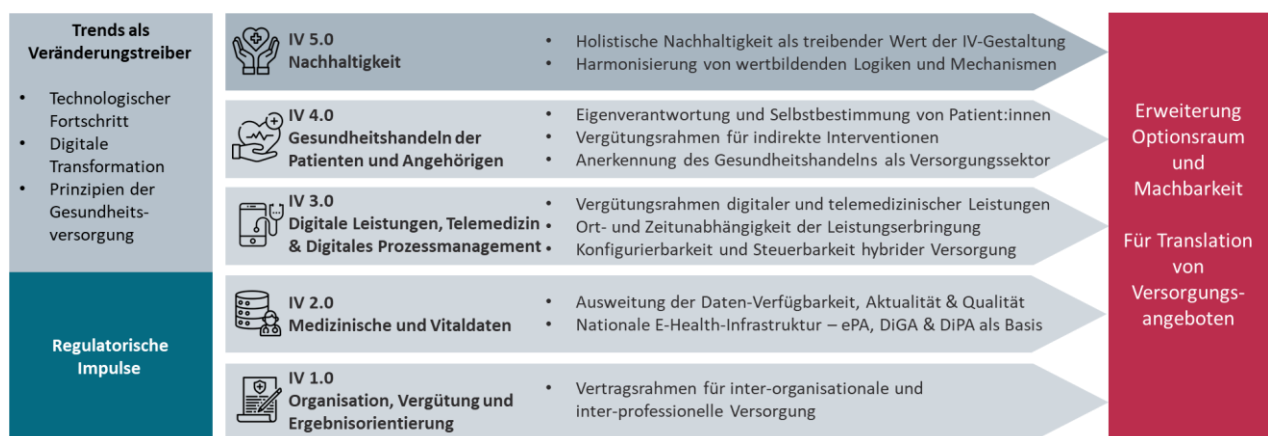 Trends als
Veränderungstreiber
• Technologischer
Fortschritt
• Digitale
Transformation
• Prinzipien der
Gesundheits-
versorgung
Regulatorische
Impulse
IV 5.0
Nachhaltigkeit
• Holistische Nachhaltigkeit als treibender Wert der IV-Gestaltung
• Harmonisierung von wertbildenden Logiken und Mechanismen
IV 4.0
Gesundheitshandeln der
Patienten und Angehörigen
• Eigenverantwortung und Selbstbestimmung von Patient:innen
• Vergütungsrahmen für indirekte Interventionen
• Anerkennung des Gesundheitshandelns als Versorgungssektor
IV 3.0
Digitale Leistungen, Telemedizin
& Digitales Prozessmanagement
• Vergütungsrahmen digitaler und telemedizinischer Leistungen
• Ort- und Zeitunabhängigkeit der Leistungserbringung
• Konfigurierbarkeit und Steuerbarkeit hybrider Versorgung
IV 2.0
Medizinische und Vitaldaten
• Ausweitung der Daten-Verfügbarkeit, Aktualität & Qualität
• Nationale E-Health-Infrastruktur – ePA, DiGA & DiPA als Basis
IV 1.0
Organisation, Vergütung und
Ergebnisorientierung
• Vertragsrahmen für inter-organisationale und
inter-professionelle Versorgung
Erweiterung
Optionsraum
und
Machbarkeit
Für Translation
von
Versorgungs-
angeboten